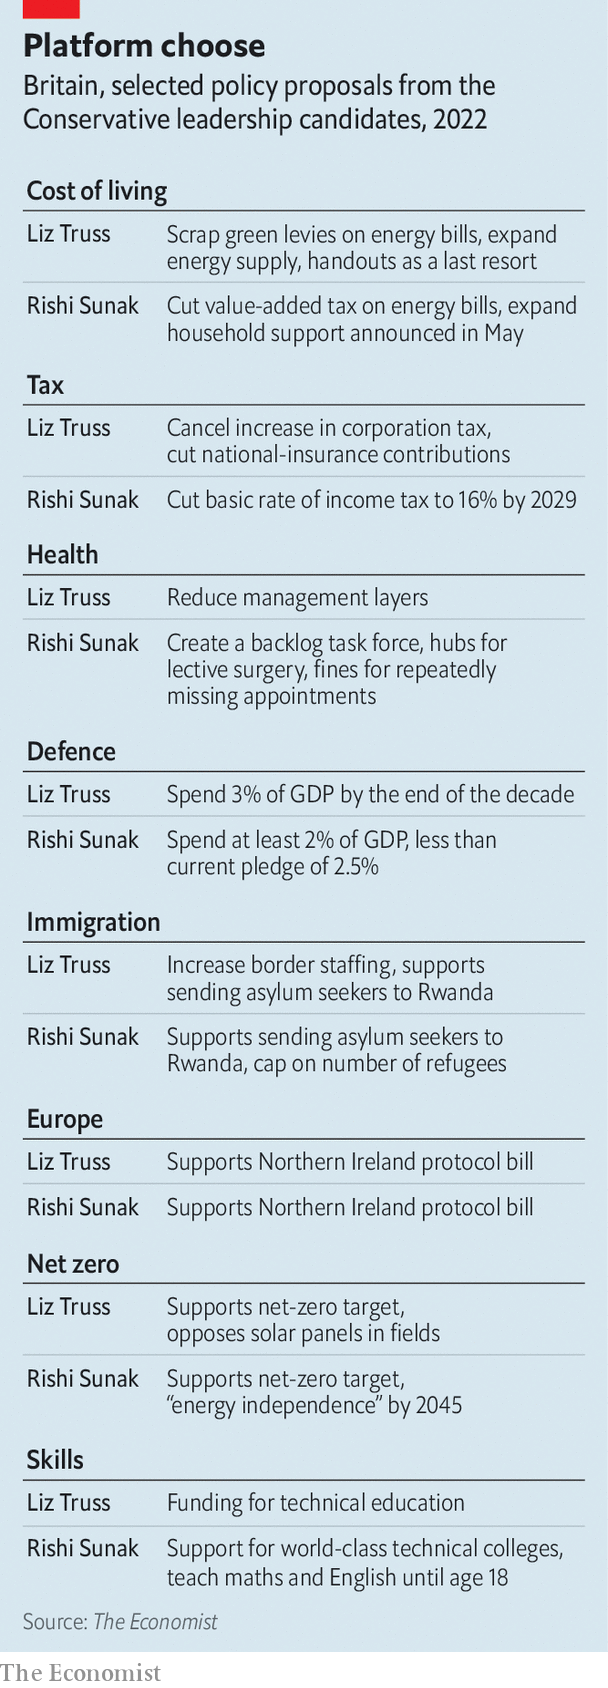 Platform choose
Britain, selected policy proposals from the
Conservative leadership candidates, 2022
Cost of living
Liz Truss Scrap green levies on energy bills, expand
energy supply, handouts as a last resort
Rishi Sunak Cut value-added tax on energy bills, expand
household support announced in May
Tax
Liz Truss Cancel increase in corporation tax,
cut national-insurance contributions
Rishi Sunak Cut basic rate of income tax to 16% by 2029
Health
Liz Truss Reduce management layers
Rishi Sunak Create a backlog task force, hubs for
lective surgery, fines for repeatedly
missing appointments
Defence
Liz Truss Spend 3% of GDP by the end of the decade
Rishi Sunak Spend at least 2% of GDP, less than
current pledge of 2.5%
Immigration
Liz Truss Increase border staffing, supports
sending asylum seekers to Rwanda
Rishi Sunak Supports sending asylum seekers to
Rwanda, cap on number of refugees
Europe
Liz Truss Supports Northern Ireland protocol bill
Rishi Sunak Supports Northern Ireland protocol bill
Net zero
Liz Truss Supports net-zero target,
opposes solar panels in fields
Rishi Sunak Supports net-zero target,
“energy independence” by 2045
Skills
Liz Truss Funding for technical education
Rishi Sunak Support for world-class technical colleges,
teach maths and English until age 18
Source: The Economist
The Economist